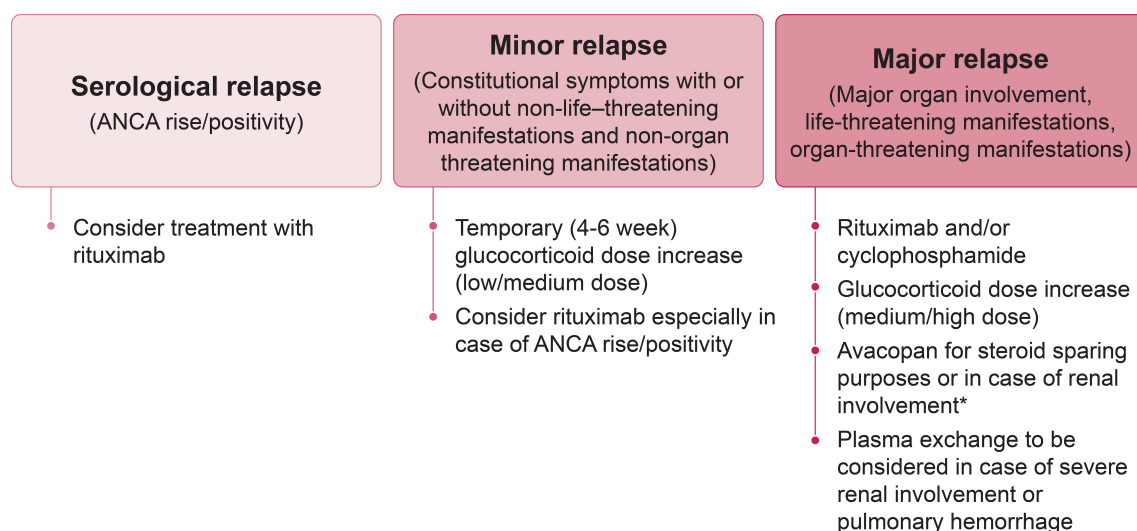 Serological relapse
(ANCA rise/positivity)
Consider treatment with
rituximab
Minor relapse
(Constitutional symptoms with or
without non-life–threatening
manifestations and non-organ
threatening manifestations)
Temporary (4-6 week)
glucocorticoid dose increase
(low/medium dose)
Consider rituximab especially in
case of ANCA rise/positivity
Major relapse
(Major organ involvement,
life-threatening manifestations,
organ-threatening manifestations)
Rituximab and/or
cyclophosphamide
Glucocorticoid dose increase
(medium/high dose)
Avacopan for steroid sparing
purposes or in case of renal
involvement*
Plasma exchange to be
considered in case of severe
renal involvement or
pulmonary hemorrhage